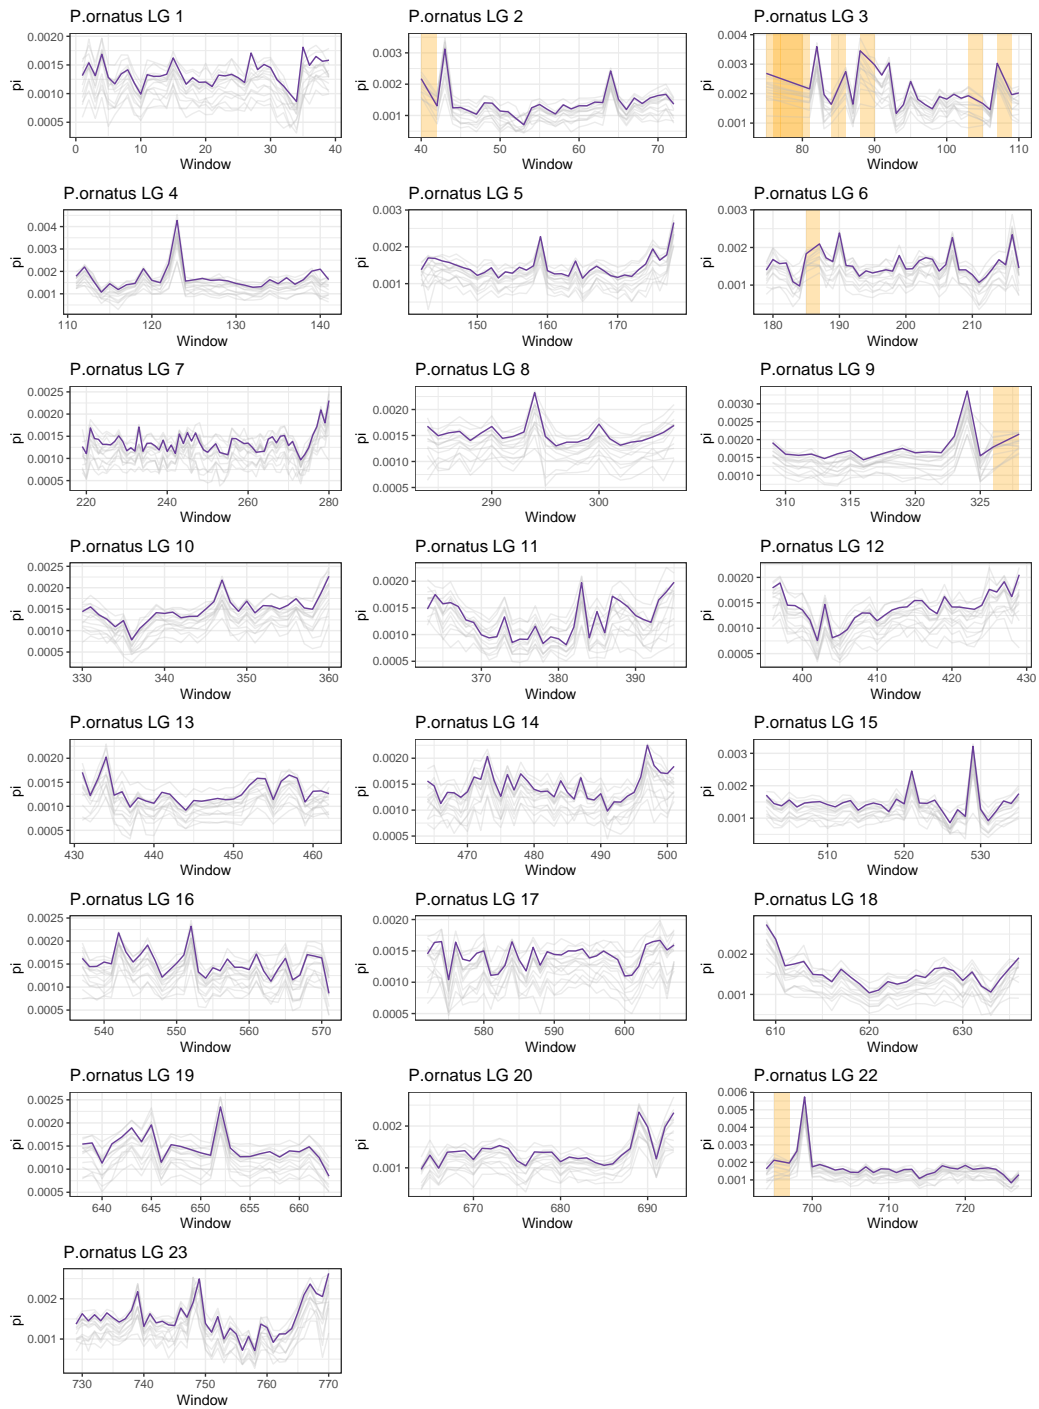 P.ornatus LG 1
P.ornatus LG 2
P.ornatus LG 3
pi
0.0020
0.0015
0.0010
0.0005
0 10 20 30 40
Window
pi
0.003
0.002
0.001
40 50 60 70
Window
pi
0.004
0.003
0.002
0.001
80 90 100 110
Window
P.ornatus LG 4
P.ornatus LG 5
P.ornatus LG 6
pi
0.004
0.003
0.002
0.001
110 120 130 140
Window
pi
0.003
0.002
0.001
150 160 170
Window
pi
0.003
0.002
0.001
180 190 200 210
Window
P.ornatus LG 7
P.ornatus LG 8
P.ornatus LG 9
pi
0.0025
0.0020
0.0015
0.0010
0.0005
220 240 260 280
Window
pi
0.0020
0.0015
0.0010
0.0005
290 300
Window
pi
0.0030
0.0025
0.0020
0.0015
0.0010
0.0005
310 315 320 325
Window
P.ornatus LG 10
P.ornatus LG 11
P.ornatus LG 12
pi
0.0025
0.0020
0.0015
0.0010
0.0005
330 340 350 360
Window
pi
0.0020
0.0015
0.0010
0.0005
370 380 390
Window
pi
0.0020
0.0015
0.0010
0.0005
400 410 420 430
Window
P.ornatus LG 13
P.ornatus LG 14
P.ornatus LG 15
pi
0.0020
0.0015
0.0010
0.0005
430 440 450 460
Window
pi
0.0020
0.0015
0.0010
0.0005
470 480 490 500
Window
pi
0.003
0.002
0.001
510 520 530
Window
P.ornatus LG 16
P.ornatus LG 17
P.ornatus LG 18
pi
0.0025
0.0020
0.0015
0.0010
0.0005
540 550 560 570
Window
pi
0.0020
0.0015
0.0010
0.0005
580 590 600
Window
pi
0.002
0.001
610 620 630
Window
P.ornatus LG 19
P.ornatus LG 20
P.ornatus LG 22
pi
0.0025
0.0020
0.0015
0.0010
0.0005
640 645 650 655 660
Window
pi
0.002
0.001
670 680 690
Window
pi
0.006
0.005
0.004
0.003
0.002
0.001
700 710 720
Window
P.ornatus LG 23
pi
0.002
0.001
730 740 750 760 770
Window